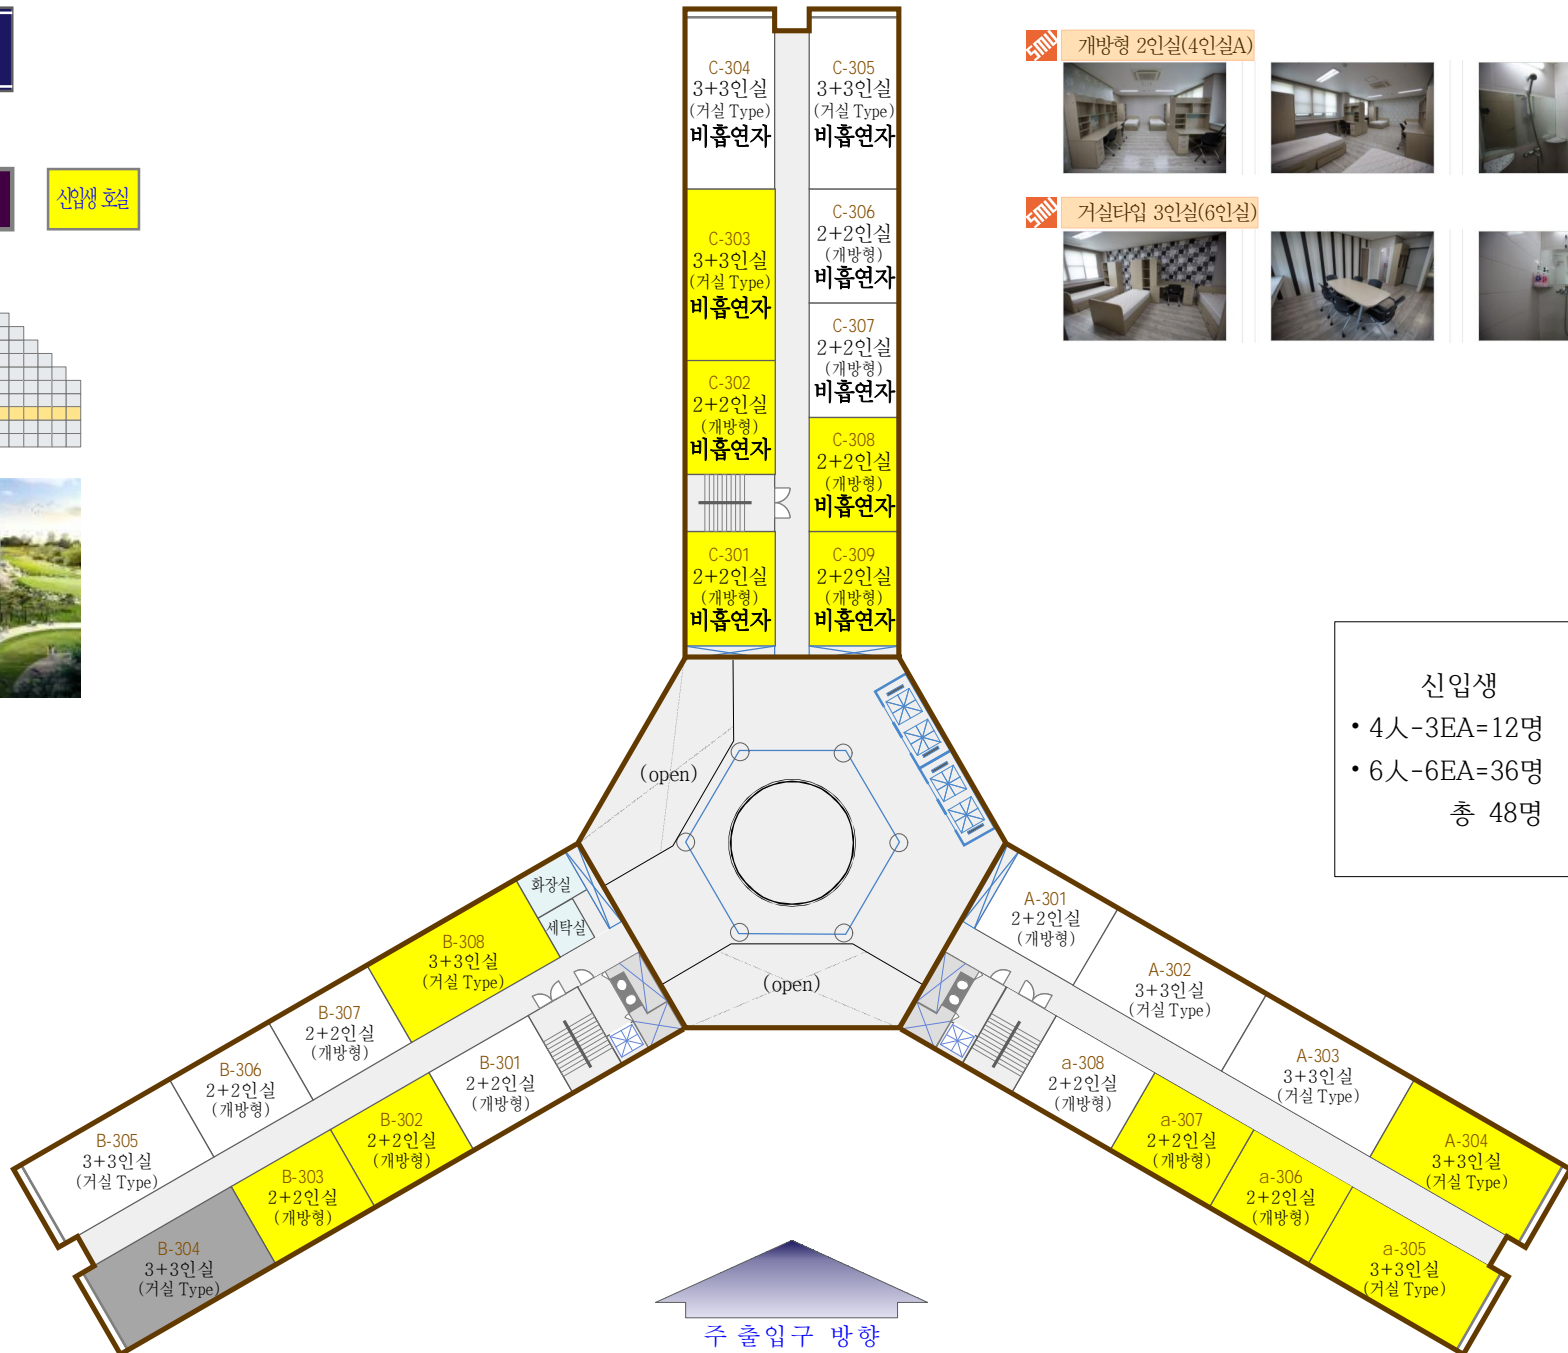 개방형 2인실(4인실A)
거실타입 3인실(6인실)
신입생 호실
C-304
3+3인실
(거실 Type)
비흡연자
C-305
3+3인실
(거실 Type)
비흡연자
C-303
3+3인실
(거실 Type)
비흡연자
C-306
2+2인실
(개방형)
비흡연자
C-307
2+2인실
(개방형)
비흡연자
C-302
2+2인실
(개방형)
비흡연자
C-308
2+2인실
(개방형)
비흡연자
C-301
2+2인실
(개방형)
비흡연자
C-309
2+2인실
(개방형)
비흡연자
신입생
• 4人-3EA=12명
• 6人-6EA=36명
총 48명
(open)
(open)
화장실
세탁실
B-308
3+3인실
(거실 Type)
B-307
2+2인실
(개방형)
B-306
2+2인실
(개방형)
B-305
3+3인실
(거실 Type)
B-301
2+2인실
(개방형)
B-302
2+2인실
(개방형)
B-303
2+2인실
(개방형)
B-304
3+3인실
(거실 Type)
A-301
2+2인실
(개방형)
A-302
3+3인실
(거실 Type)
A-303
3+3인실
(거실 Type)
A-304
3+3인실
(거실 Type)
a-308
2+2인실
(개방형)
a-307
2+2인실
(개방형)
a-306
2+2인실
(개방형)
a-305
3+3인실
(거실 Type)
주 출입구 방향
SMU
SMU